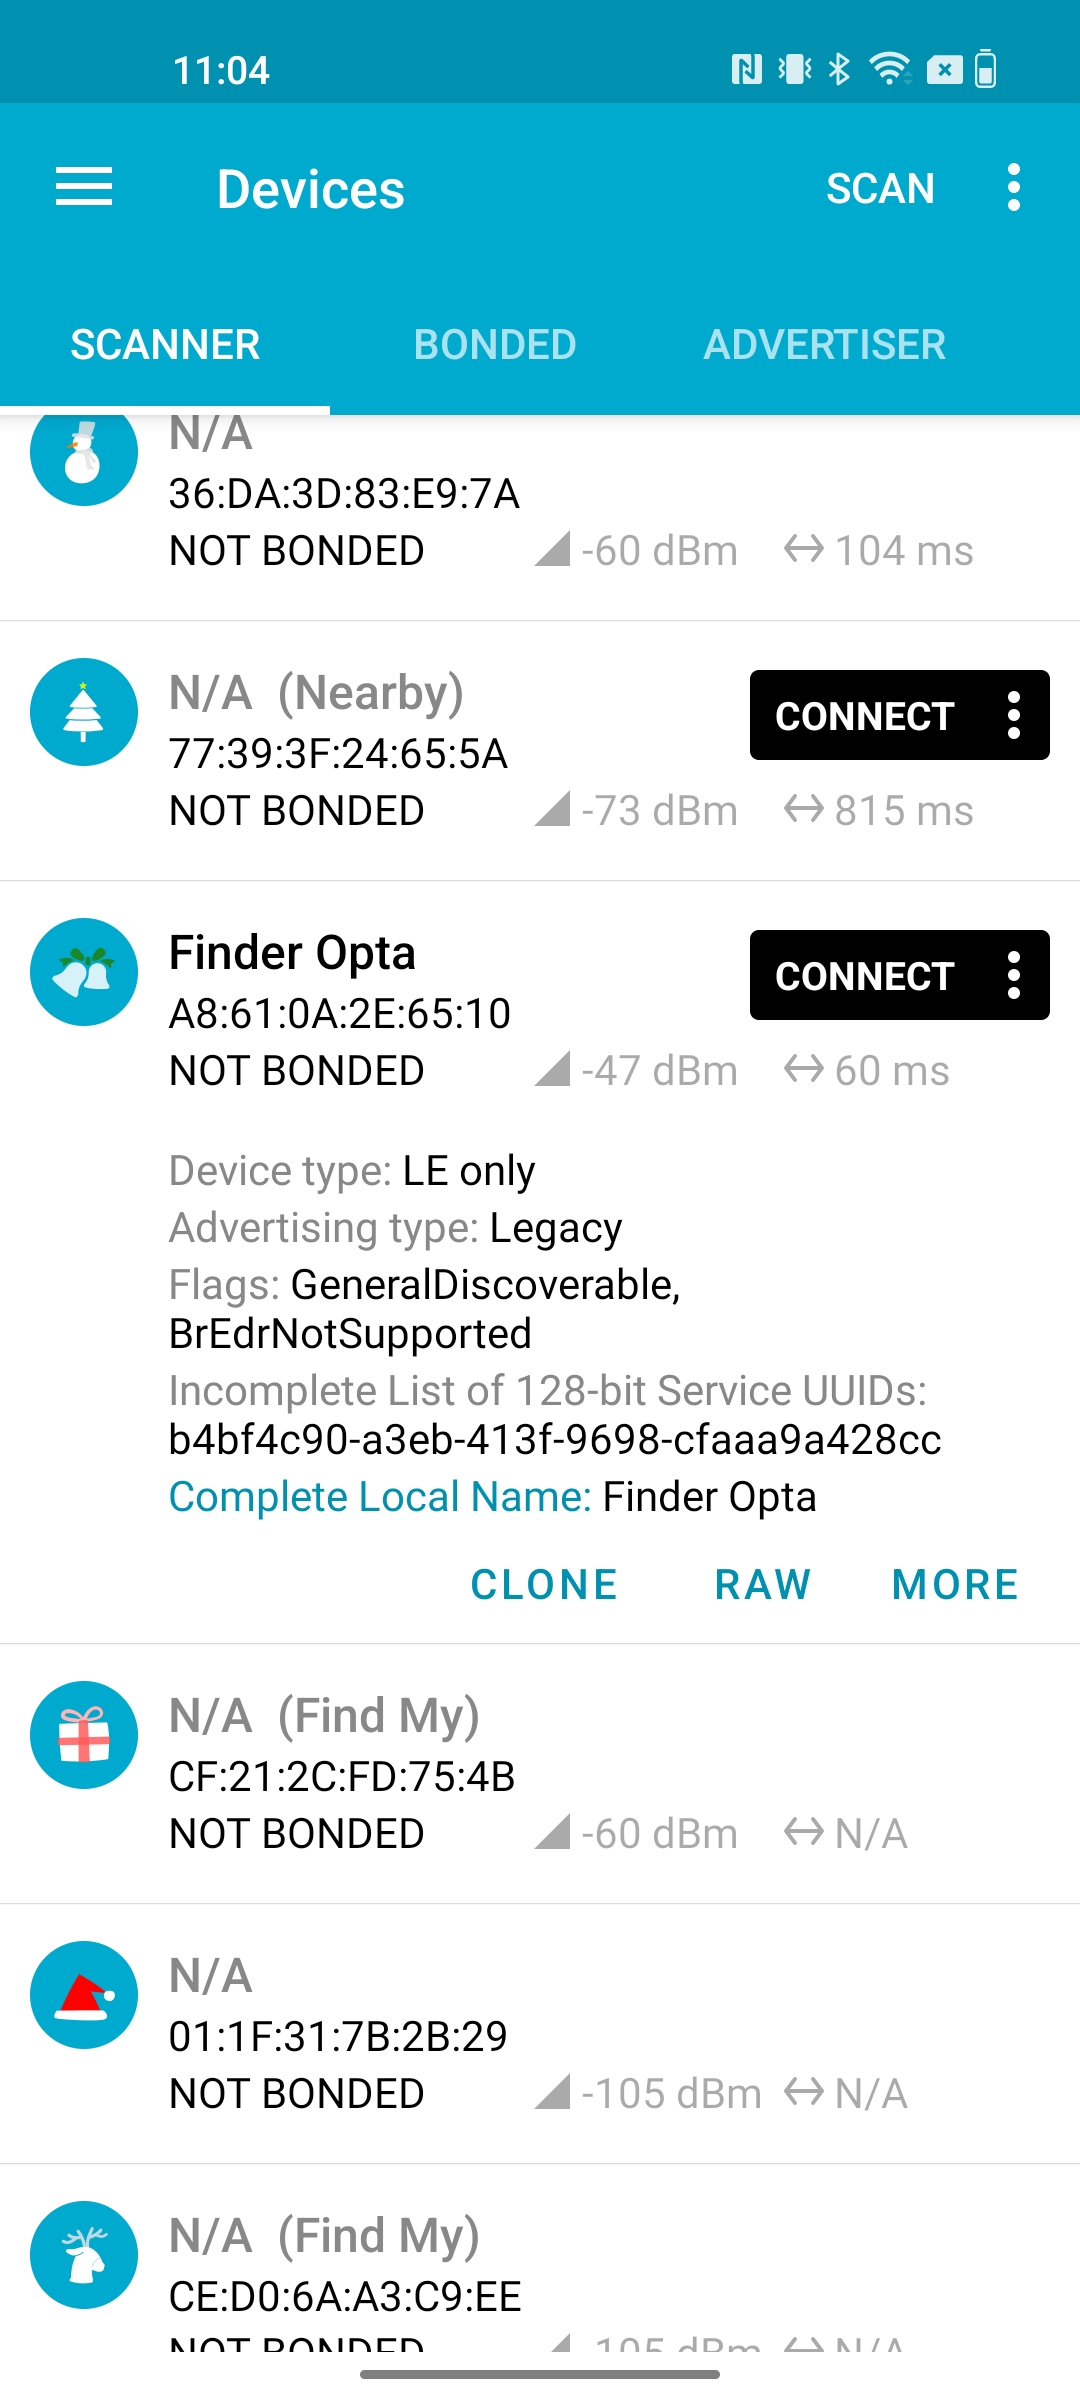 11:04
Devices
SCAN
SCANNER
BONDED
ADVERTISER
N/A
36:DA:3D:83:E9:7A
NOT BONDED -60 dBm 104 ms
N/A (Nearby)
CONNECT
77:39:3F:24:65:5A
NOT BONDED -73 dBm 815 ms
Finder Opta
CONNECT
A8:61:0A:2E:65:10
NOT BONDED -47 dBm 60 ms
Device type: LE only
Advertising type: Legacy
Flags: GeneralDiscoverable,
BrEdrNotSupported
Incomplete List of 128-bit Service UUIDs:
b4bf4c90-a3eb-413f-9698-cfaaa9a428cc
Complete Local Name: Finder Opta
CLONE RAW MORE
N/A (Find My)
CF:21:2C:FD:75:4B
NOT BONDED -60 dBm N/A
N/A
01:1F:31:7B:2B:29
NOT BONDED -105 dBm N/A
N/A (Find My)
CE:D0:6A:A3:C9:EE
NOT BONDED -105 dBm N/A